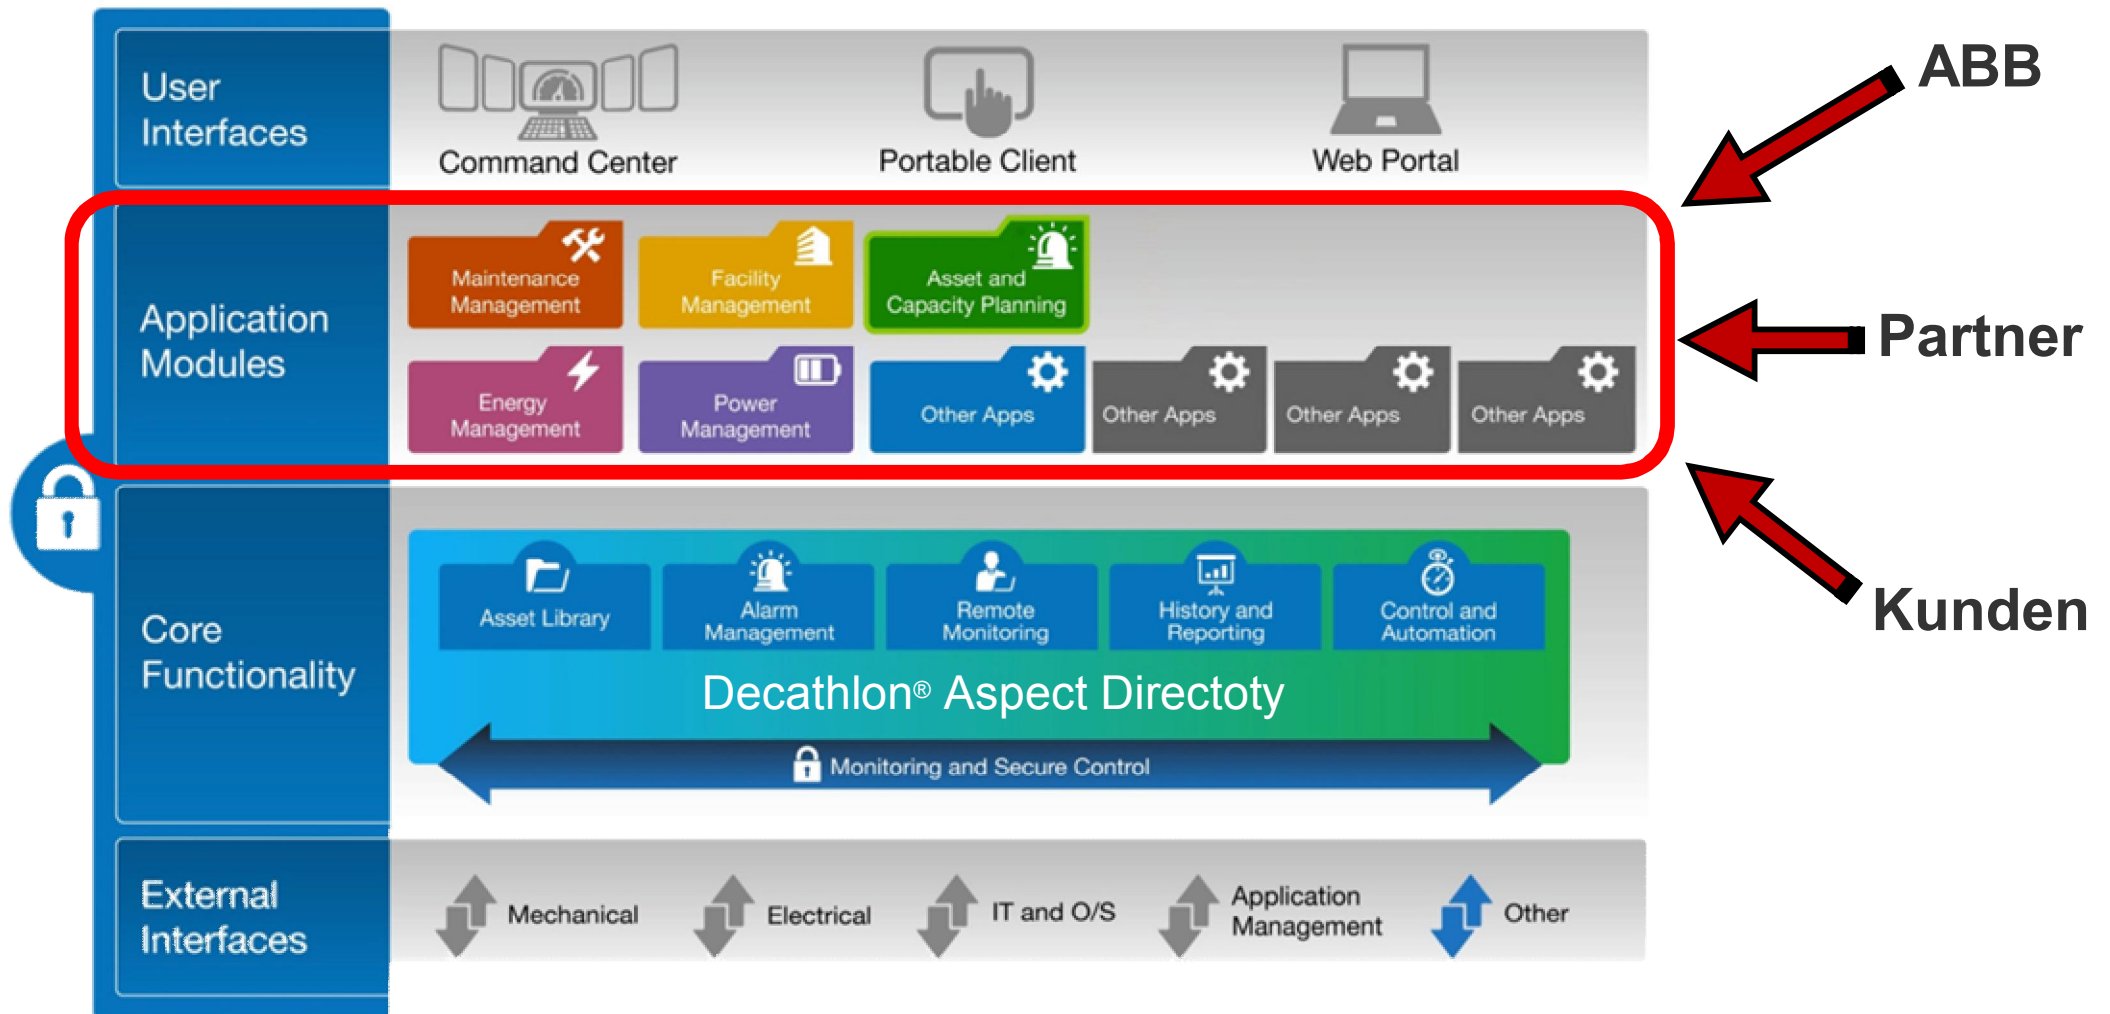 User
Interfaces
Command Center
Portable Client
Web Portal
ABB
Application
Modules
Maintenance
Management
Facility
Management
Asset and
Capacity Planning
Energy
Management
Power
Management
Other Apps
Other Apps
Other Apps
Other Apps
Partner
Kunden
Core
Functionality
Asset Library
Alarm
Management
Remote
Monitoring
History and
Reporting
Control and
Automation
Decathlon® Aspect Directoty
Monitoring and Secure Control
External
Interfaces
Mechanical
Electrical
IT and O/S
Application
Management
Other